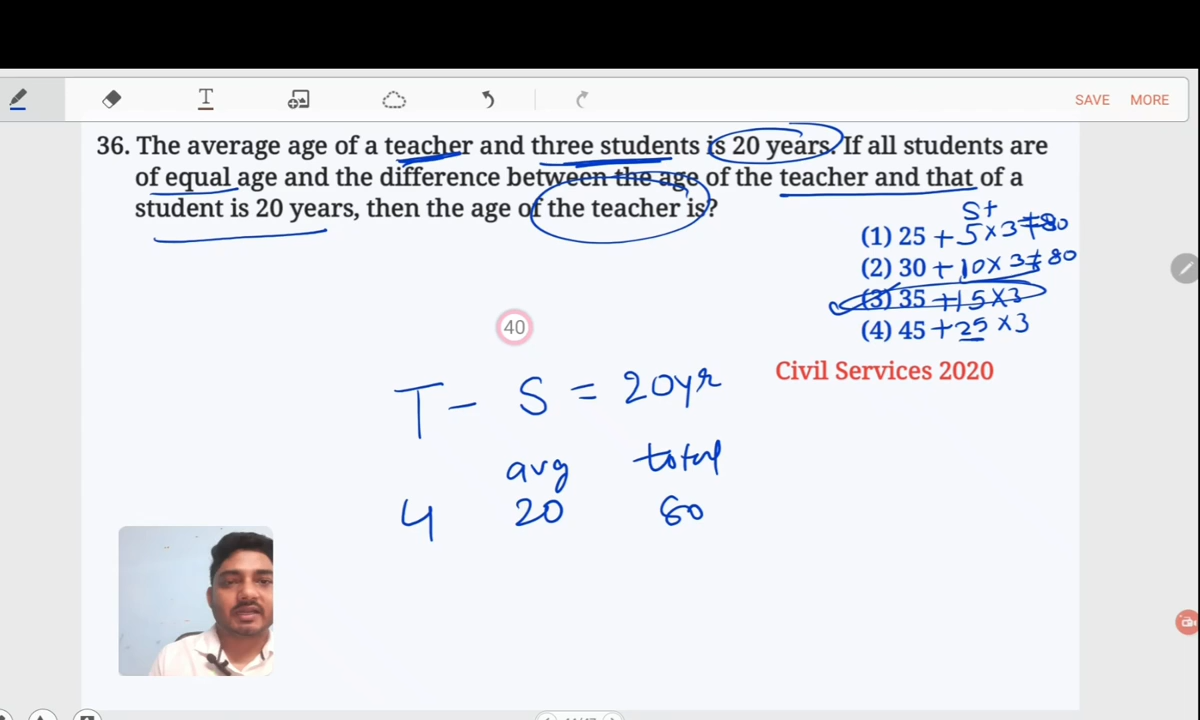 SAVE MORE
36. The average age of a teacher and three students is 20 years. If all students are
of equal age and the difference between the age of the teacher and that of a
student is 20 years, then the age of the teacher is?
St
(1) 25 + 5 × 3 ≠ 80
(2) 30 + 10 × 3 ≠ 80
(3) 35 + 15 × 3
(4) 45 + 25 × 3
Civil Services 2020
40
T - S = 20yr
avg total
4 20 80